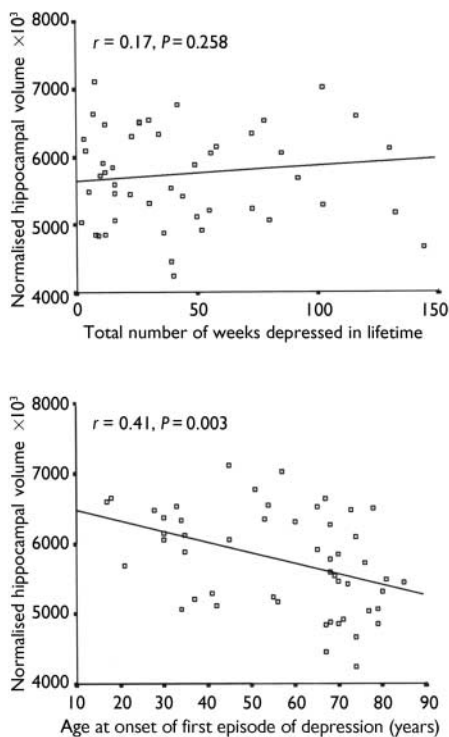 Normalised hippocampal volume ×10³
8000
7000
6000
5000
4000
r = 0.17, P = 0.258
0 50 100 150
Total number of weeks depressed in lifetime
Normalised hippocampal volume ×10³
8000
7000
6000
5000
4000
r = 0.41, P = 0.003
10 20 30 40 50 60 70 80 90
Age at onset of first episode of depression (years)